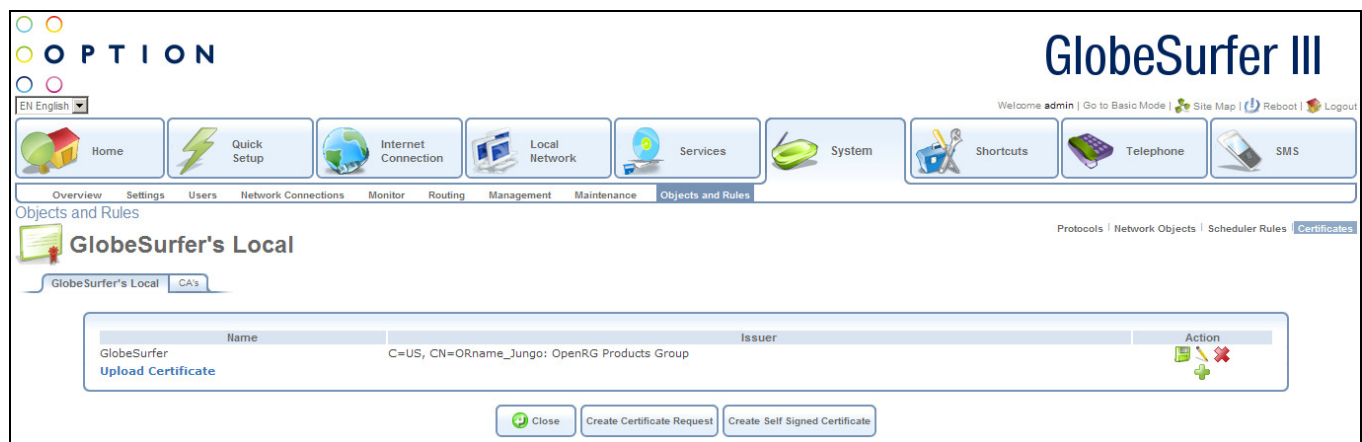 OPTION
GlobeSurfer III
EN English
Welcome admin | Go to Basic Mode | Site Map | Reboot | Logout
Home
Quick Setup
Internet Connection
Local Network
Services
System
Shortcuts
Telephone
SMS
Overview Settings Users Network Connections Monitor Routing Management Maintenance Objects and Rules
Objects and Rules
Protocols | Network Objects | Scheduler Rules | Certificates
GlobeSurfer's Local
GlobeSurfer's Local CA's
Name Issuer Action
GlobeSurfer C=US, CN=ORname_Jungo: OpenRG Products Group
Upload Certificate
Close Create Certificate Request Create Self Signed Certificate